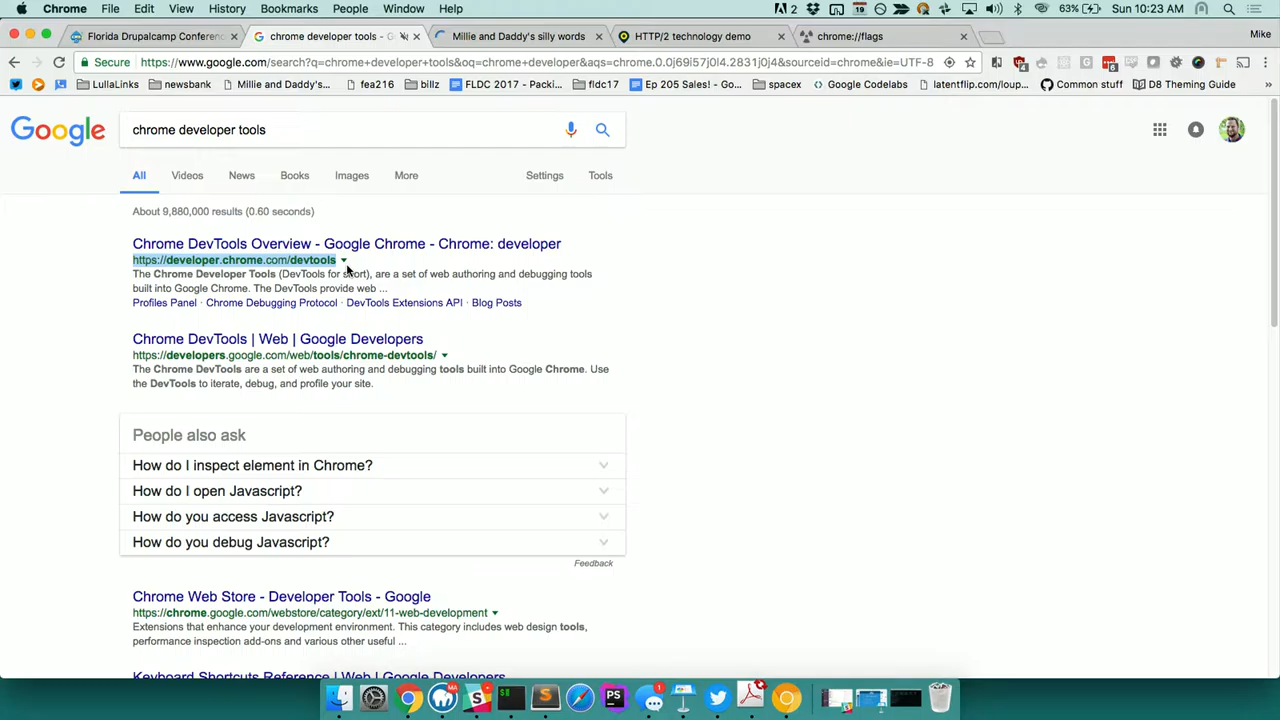 Chrome File Edit View History Bookmarks People Window Help
2 19 63% Sun 10:23 AM
Florida Drupalcamp Conferenc
chrome developer tools -
Millie and Daddy's silly words
HTTP/2 technology demo
chrome://flags
Mike
Secure https://www.google.com/search?q=chrome+developer+tools&oq=chrome+developer+&aqs=chrome.0.0j69i57j0l4.2831j0j4&sourceid=chrome&ie=UTF-8
LullaLinks newsbank Millie and Daddy's... fea216 billz FLDC 2017 - Packi... fldc17 Ep 205 Sales! - Go... spacex Google Codelabs latentflip.com/loup... Common stuff D8 Theming Guide »
Google
chrome developer tools
All Videos News Books Images More Settings Tools
About 9,880,000 results (0.60 seconds)
Chrome DevTools Overview - Google Chrome - Chrome: developer
https://developer.chrome.com/devtools
The Chrome Developer Tools (DevTools for short), are a set of web authoring and debugging tools
built into Google Chrome. The DevTools provide web ...
Profiles Panel · Chrome Debugging Protocol · DevTools Extensions API · Blog Posts
Chrome DevTools | Web | Google Developers
https://developers.google.com/web/tools/chrome-devtools/
The Chrome DevTools are a set of web authoring and debugging tools built into Google Chrome. Use
the DevTools to iterate, debug, and profile your site.
People also ask
How do I inspect element in Chrome?
How do I open Javascript?
How do you access Javascript?
How do you debug Javascript?
Feedback
Chrome Web Store - Developer Tools - Google
https://chrome.google.com/webstore/category/ext/11-web-development
Extensions that enhance your development environment. This category includes web design tools,
performance inspection add-ons and various other useful ...
Keyboard Shortcuts Reference | Web | Google Developers